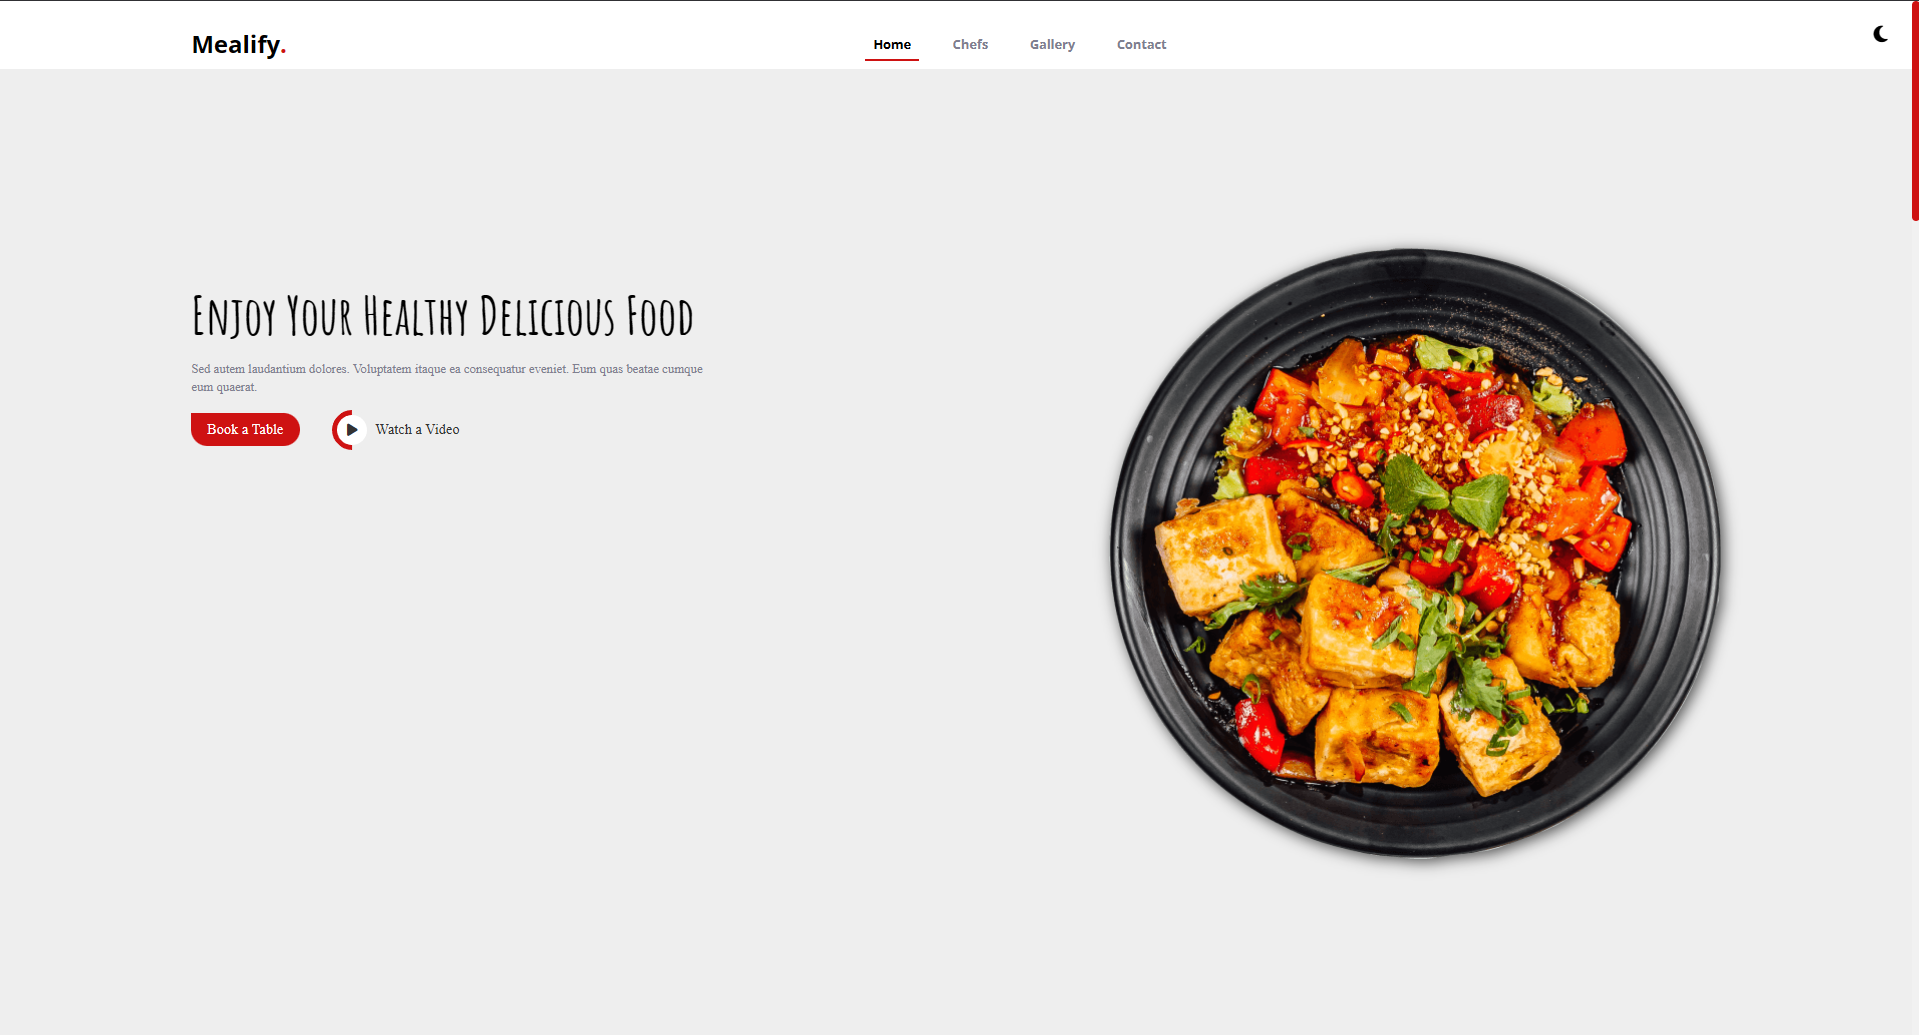 Mealify.
Home Chefs Gallery Contact
Enjoy Your Healthy Delicious Food
Sed autem laudantium dolores. Voluptatem itaque ea consequatur eveniet. Eum quas beatae cumque
eum quaerat.
Book a Table
Watch a Video